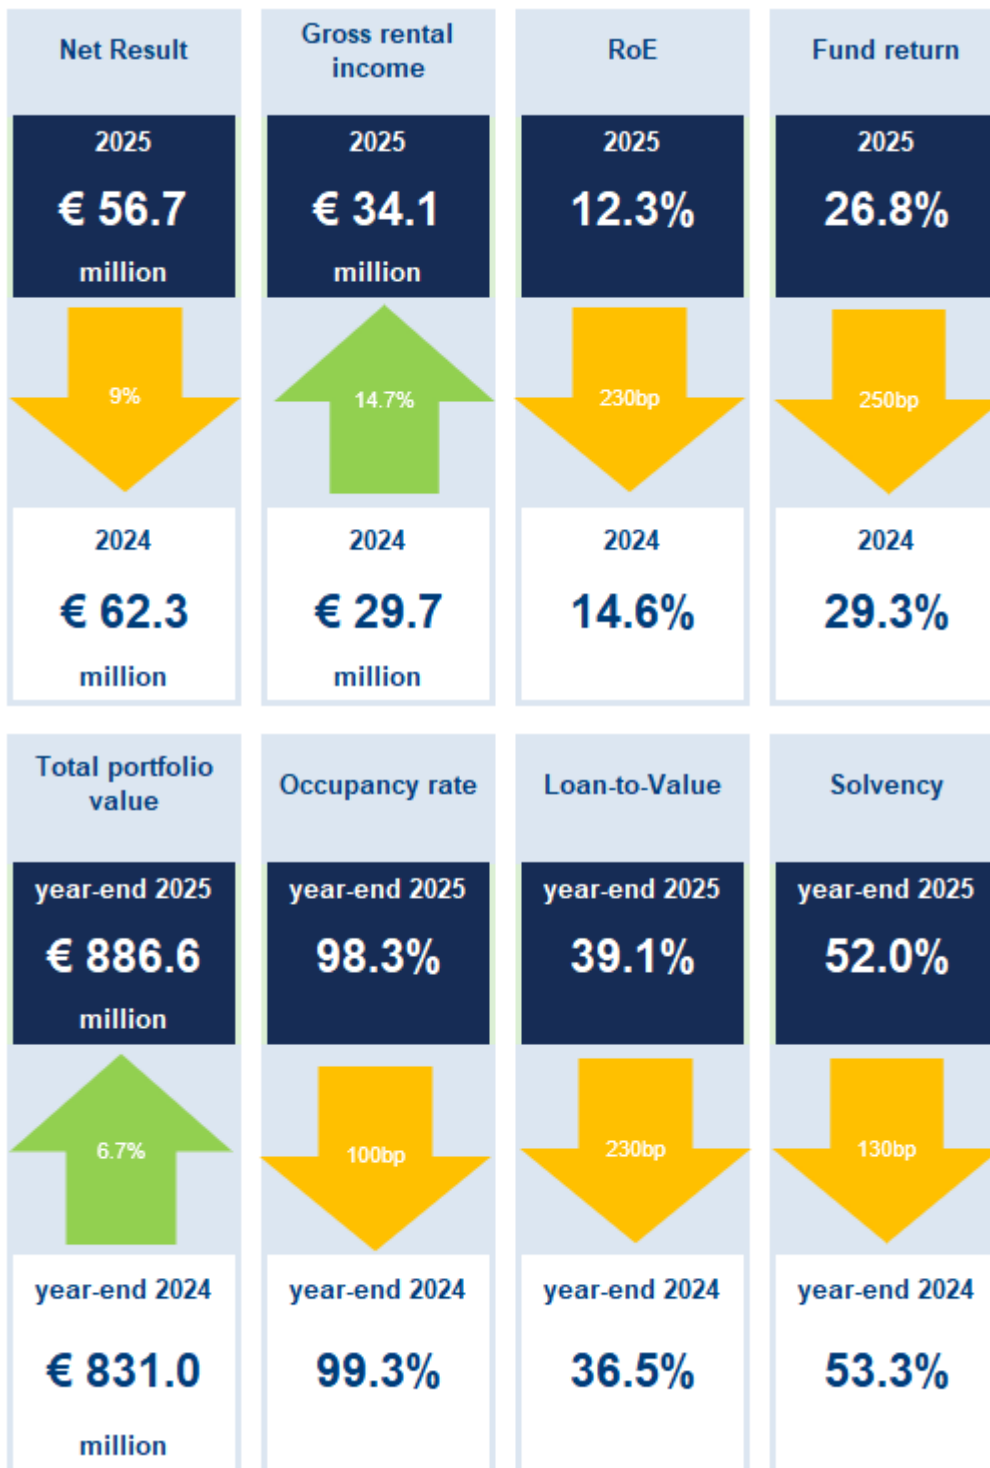 Net Result
2025
€ 56.7
million
9%
2024
€ 62.3
million
Gross rental
income
2025
€ 34.1
million
14.7%
2024
€ 29.7
million
RoE
2025
12.3%
230bp
2024
14.6%
Fund return
2025
26.8%
250bp
2024
29.3%
Total portfolio
value
year-end 2025
€ 886.6
million
6.7%
year-end 2024
€ 831.0
million
Occupancy rate
year-end 2025
98.3%
100bp
year-end 2024
99.3%
Loan-to-Value
year-end 2025
39.1%
230bp
year-end 2024
36.5%
Solvency
year-end 2025
52.0%
130bp
year-end 2024
53.3%